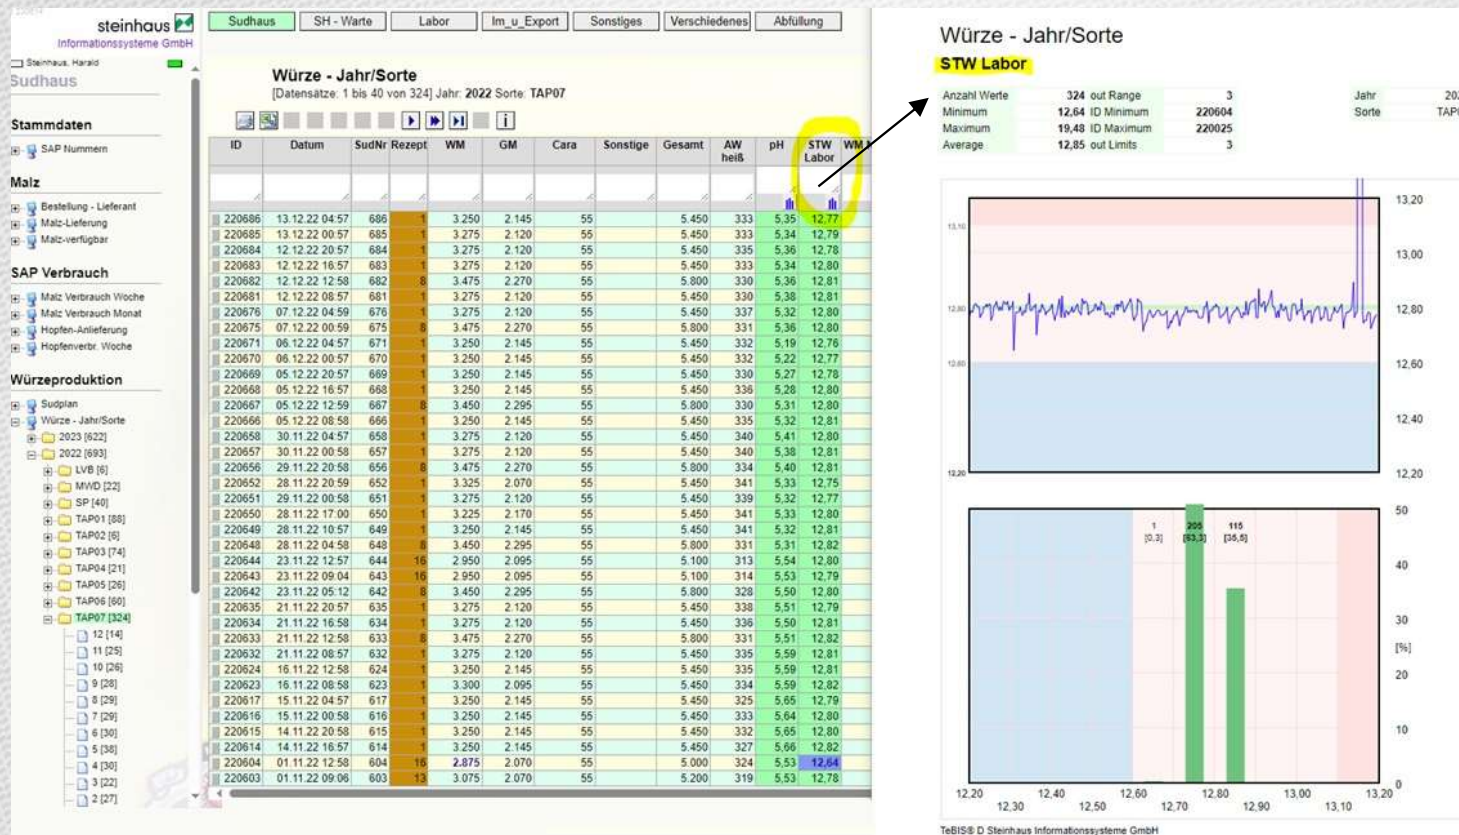 steinhaus
Informationssysteme GmbH
Steinhaus, Harald
Sudhaus
Stammdaten
SAP Nummern
Malz
Bestellung - Lieferant
Malz-Lieferung
Malz-verfügbar
SAP Verbrauch
Malz Verbrauch Woche
Malz Verbrauch Monat
Hopfen-Anlieferung
Hopfenverbr. Woche
Würzeproduktion
Sudplan
Würze - Jahr/Sorte
2023 [622]
2022 [693]
LVB [6]
MWD [22]
SP [40]
TAP01 [88]
TAP02 [6]
TAP03 [74]
TAP04 [21]
TAP05 [26]
TAP06 [60]
TAP07 [324]
12 [14]
11 [25]
10 [26]
9 [28]
8 [29]
7 [29]
6 [30]
5 [38]
4 [30]
3 [22]
2 [27]
Sudhaus SH - Warte Labor Im_u_Export Sonstiges Verschiedenes Abfüllung
Würze - Jahr/Sorte
[Datensätze: 1 bis 40 von 324] Jahr: 2022 Sorte: TAP07
ID Datum SudNr Rezept WM GM Cara Sonstige Gesamt AW heiß pH STW Labor WM
220686 13.12.22 04:57 686 1 3.250 2.145 55 5.450 333 5,35 12,77
220685 13.12.22 00:57 685 1 3.275 2.120 55 5.450 333 5,34 12,79
220684 12.12.22 20:57 684 1 3.275 2.120 55 5.450 335 5,36 12,78
220683 12.12.22 16:57 683 1 3.275 2.120 55 5.450 333 5,34 12,80
220682 12.12.22 12:58 682 8 3.475 2.270 55 5.800 330 5,36 12,81
220681 12.12.22 08:57 681 1 3.275 2.120 55 5.450 330 5,38 12,81
220676 07.12.22 04:59 676 1 3.275 2.120 55 5.450 337 5,32 12,80
220675 07.12.22 00:59 675 8 3.475 2.270 55 5.800 331 5,36 12,80
220671 06.12.22 04:57 671 1 3.250 2.145 55 5.450 332 5,19 12,76
220670 06.12.22 00:57 670 1 3.250 2.145 55 5.450 332 5,22 12,77
220669 05.12.22 20:57 669 1 3.250 2.145 55 5.450 330 5,27 12,78
220668 05.12.22 16:57 668 1 3.250 2.145 55 5.450 336 5,28 12,80
220667 05.12.22 12:59 667 8 3.450 2.295 55 5.800 330 5,31 12,80
220666 05.12.22 08:58 666 1 3.250 2.145 55 5.450 335 5,32 12,81
220658 30.11.22 04:57 658 1 3.275 2.120 55 5.450 340 5,41 12,80
220657 30.11.22 00:58 657 1 3.275 2.120 55 5.450 340 5,38 12,81
220656 29.11.22 20:58 656 8 3.475 2.270 55 5.800 334 5,40 12,81
220652 28.11.22 20:59 652 1 3.325 2.070 55 5.450 341 5,33 12,75
220651 29.11.22 00:58 651 1 3.275 2.120 55 5.450 339 5,32 12,77
220650 28.11.22 17:00 650 1 3.225 2.170 55 5.450 341 5,33 12,80
220649 28.11.22 10:57 649 1 3.250 2.145 55 5.450 341 5,32 12,81
220648 28.11.22 04:58 648 8 3.450 2.295 55 5.800 331 5,31 12,82
220644 23.11.22 12:57 644 16 2.950 2.095 55 5.100 313 5,54 12,80
220643 23.11.22 09:04 643 16 2.950 2.095 55 5.100 314 5,53 12,79
220642 23.11.22 05:12 642 8 3.450 2.295 55 5.800 328 5,50 12,80
220635 21.11.22 20:57 635 1 3.275 2.120 55 5.450 338 5,51 12,79
220634 21.11.22 16:58 634 1 3.275 2.120 55 5.450 336 5,50 12,81
220633 21.11.22 12:58 633 8 3.475 2.270 55 5.800 331 5,51 12,82
220632 21.11.22 08:57 632 1 3.275 2.120 55 5.450 335 5,59 12,81
220624 16.11.22 12:58 624 1 3.250 2.145 55 5.450 335 5,59 12,81
220623 16.11.22 08:58 623 1 3.300 2.095 55 5.450 334 5,59 12,82
220617 15.11.22 04:57 617 1 3.250 2.145 55 5.450 325 5,65 12,79
220616 15.11.22 00:58 616 1 3.250 2.145 55 5.450 333 5,64 12,80
220615 14.11.22 20:58 615 1 3.250 2.145 55 5.450 332 5,65 12,80
220614 14.11.22 16:57 614 1 3.250 2.145 55 5.450 327 5,66 12,82
220604 01.11.22 12:58 604 16 2.875 2.070 55 5.000 324 5,53 12,64
220603 01.11.22 09:06 603 13 3.075 2.070 55 5.200 319 5,53 12,78
Würze - Jahr/Sorte
STW Labor
Anzahl Werte 324 out Range 3 Jahr
Minimum 12,64 ID Minimum 220604 Sorte
Maximum 19,48 ID Maximum 220025
Average 12,85 out Limits 3
13,20
13,10
13,00
12,80 12,80
12,60 12,60
12,40
12,20 12,20
50
1 205 115
[0,3] [63,3] [35,5]
40
30
[%]
20
10
0
12,20 12,40 12,60 12,80 13,00 13,20
12,30 12,50 12,70 12,90 13,10
TeBIS® D Steinhaus Informationssysteme GmbH